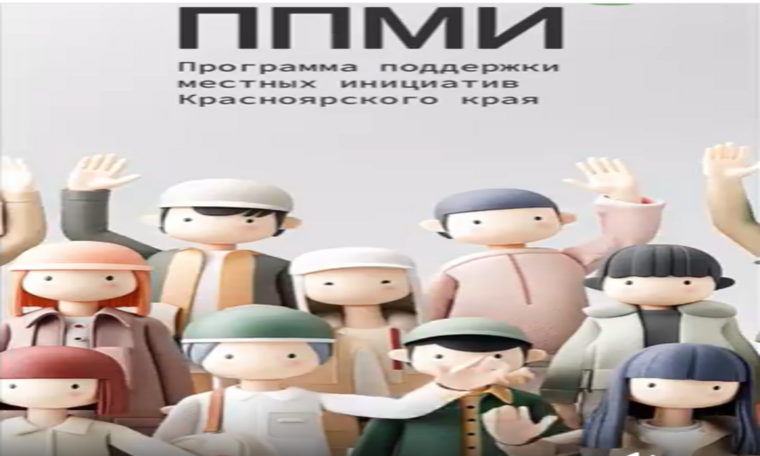 ППМИ
Программа поддержки
местных инициатив
Красноярского края